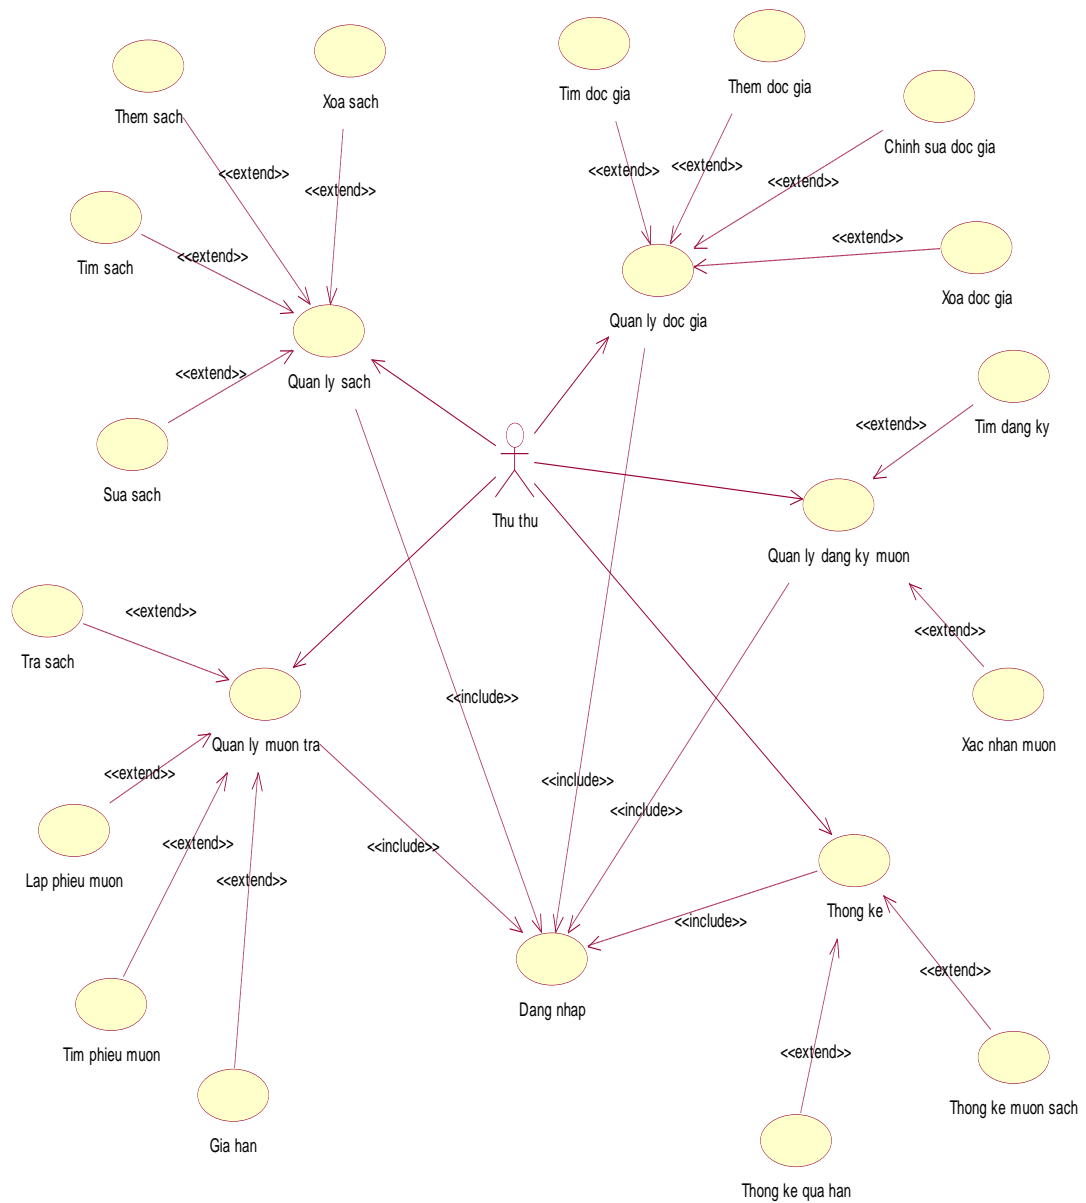 Them sach
Xoa sach
Tim doc gia
Them doc gia
Chinh sua doc gia
<<extend>>
<<extend>>
<<extend>>
<<extend>>
<<extend>>
Tim sach
<<extend>>
<<extend>>
Xoa doc gia
Quan ly doc gia
Quan ly sach
<<extend>>
Sua sach
Tim dang ky
<<extend>>
Thu thu
Quan ly dang ky muon
Tra sach
<<extend>>
<<extend>>
Xac nhan muon
Quan ly muon tra
<<include>>
<<extend>>
<<include>>
<<include>>
Lap phieu muon
<<extend>>
<<include>>
<<extend>>
Thong ke
<<include>>
Dang nhap
<<extend>>
Tim phieu muon
Gia han
<<extend>>
Thong ke muon sach
Thong ke qua han